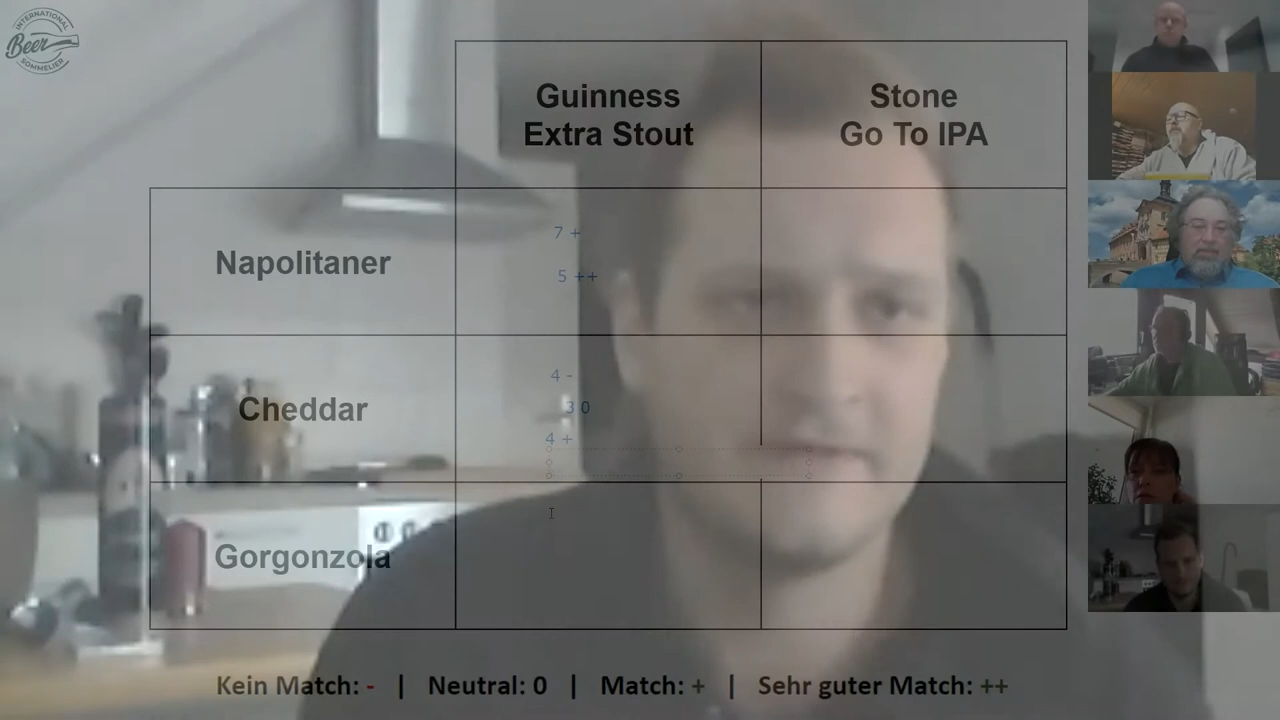 INTERNATIONAL
Beer
SOMMELIER
Guinness
Extra Stout
Stone
Go To IPA
Napolitaner
7 +
5 ++
Cheddar
4 -
3 0
4 +
Gorgonzola
Kein Match: - | Neutral: 0 | Match: + | Sehr guter Match: ++